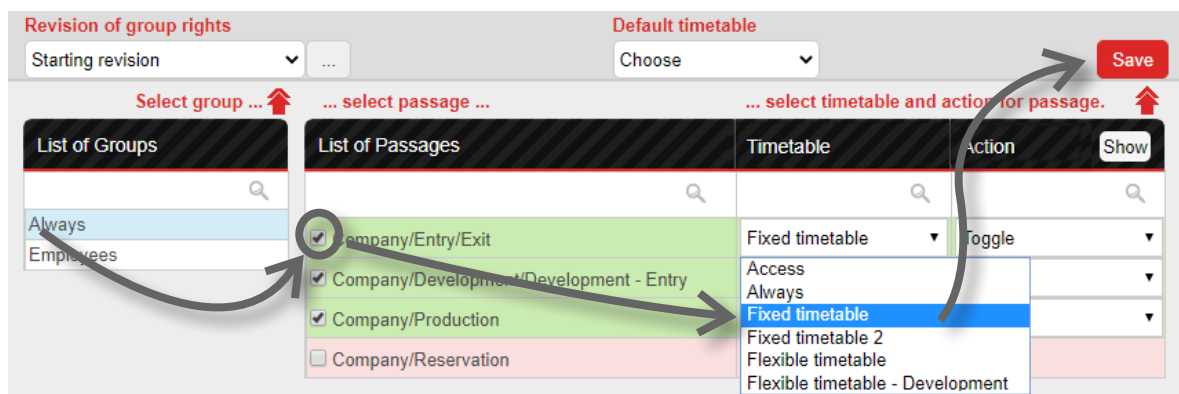 Revision of group rights Default timetable
Starting revision ... Choose Save
Select group ... ... select passage ... ... select timetable and action for passage.
List of Groups List of Passages Timetable Action Show
Always Company/Entry/Exit Fixed timetable Toggle
Employees
Company/Development/Development - Entry
Company/Production
Company/Reservation
Access
Always
Fixed timetable
Fixed timetable 2
Flexible timetable
Flexible timetable - Development